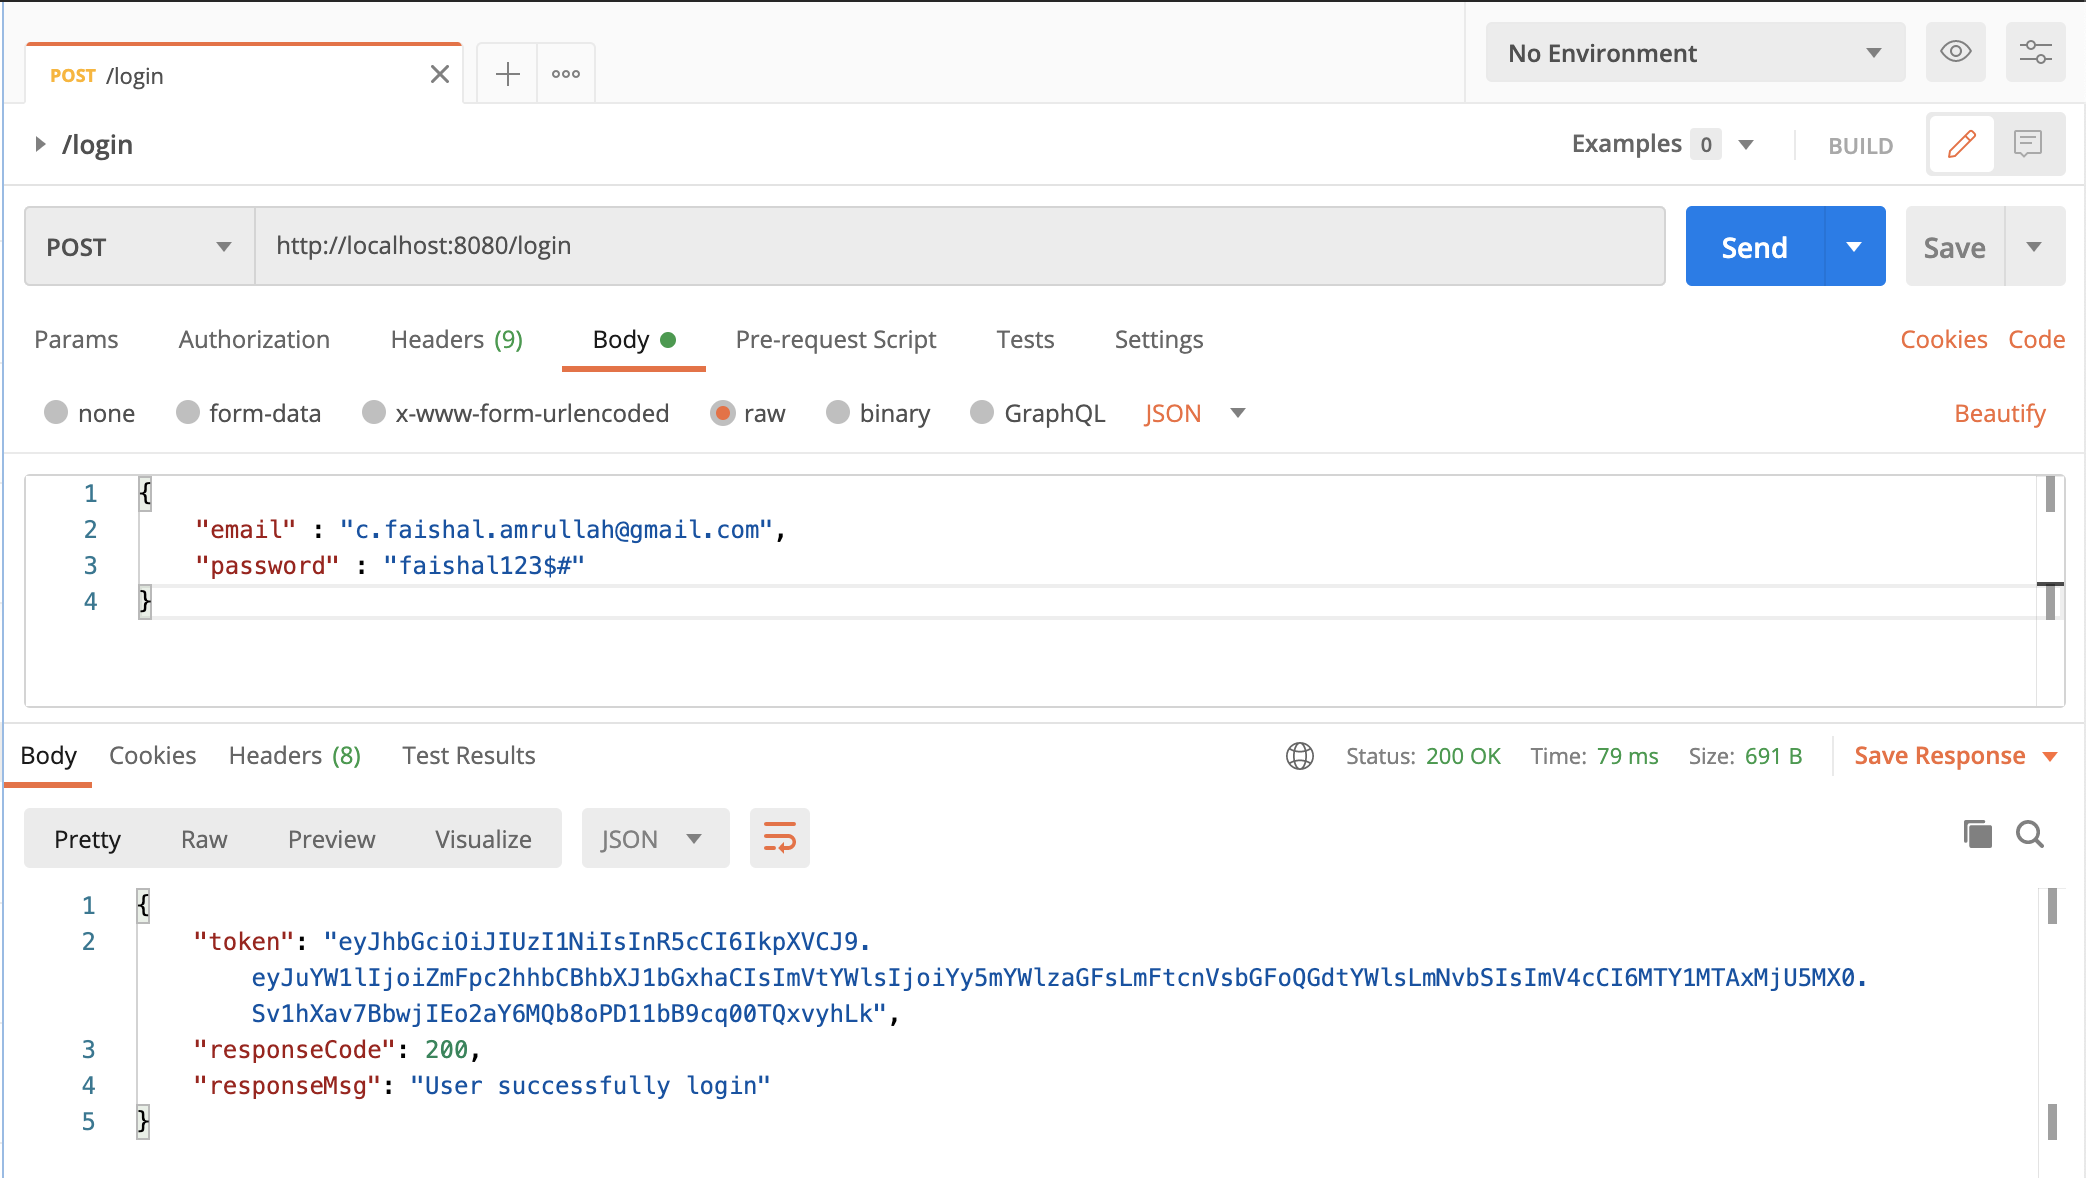 POST /login
No Environment
/login
Examples 0 BUILD
POST http://localhost:8080/login Send Save
Params Authorization Headers (9) Body Pre-request Script Tests Settings Cookies Code
none form-data x-www-form-urlencoded raw binary GraphQL JSON Beautify
1 {
2 "email" : "c.faishal.amrullah@gmail.com",
3 "password" : "faishal123$#"
4 }
Body Cookies Headers (8) Test Results Status: 200 OK Time: 79 ms Size: 691 B Save Response
Pretty Raw Preview Visualize JSON
1 {
2 "token": "eyJhbGciOiJIUzI1NiIsInR5cCI6IkpXVCJ9.
eyJuYW1lIjoiZmFpc2hhbCBhbXJ1bGxhaCIsImVtYWlsIjoiYy5mYWlzaGFsLmFtcnVsbGFoQGdtYWlsLmNvbSIsImV4cCI6MTY1MTAxMjU5MX0.
Sv1hXav7BbwjIEo2aY6MQb8oPD11bB9cq00TQxvyhLk",
3 "responseCode": 200,
4 "responseMsg": "User successfully login"
5 }